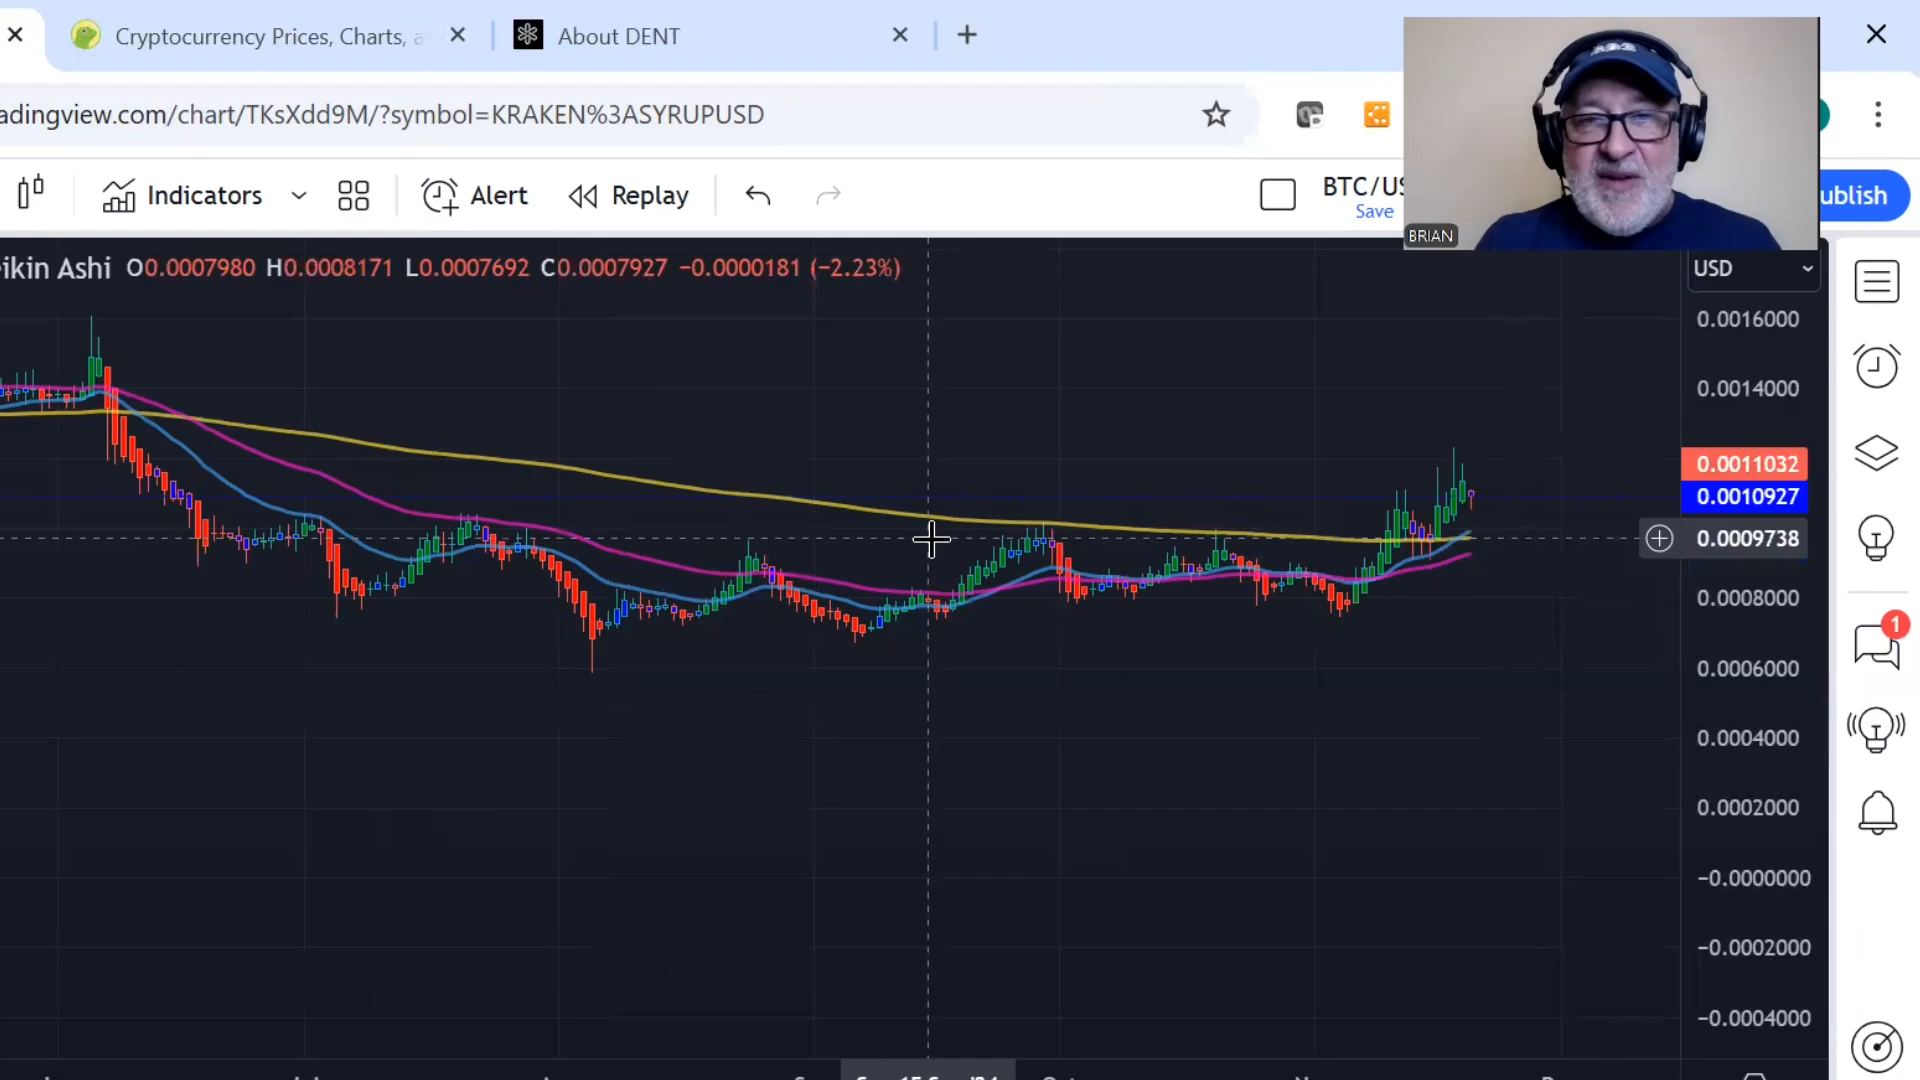 Cryptocurrency Prices, Charts, a
About DENT
adingview.com/chart/TKsXdd9M/?symbol=KRAKEN%3ASYRUPUSD
Indicators
Alert
Replay
BTC/US
Save
ublish
BRIAN
eikin Ashi O0.0007980 H0.0008171 L0.0007692 C0.0007927 −0.0000181 (−2.23%)
USD
0.0016000
0.0014000
0.0011032
0.0010927
0.0009738
0.0008000
0.0006000
0.0004000
0.0002000
−0.0000000
−0.0002000
−0.0004000
1